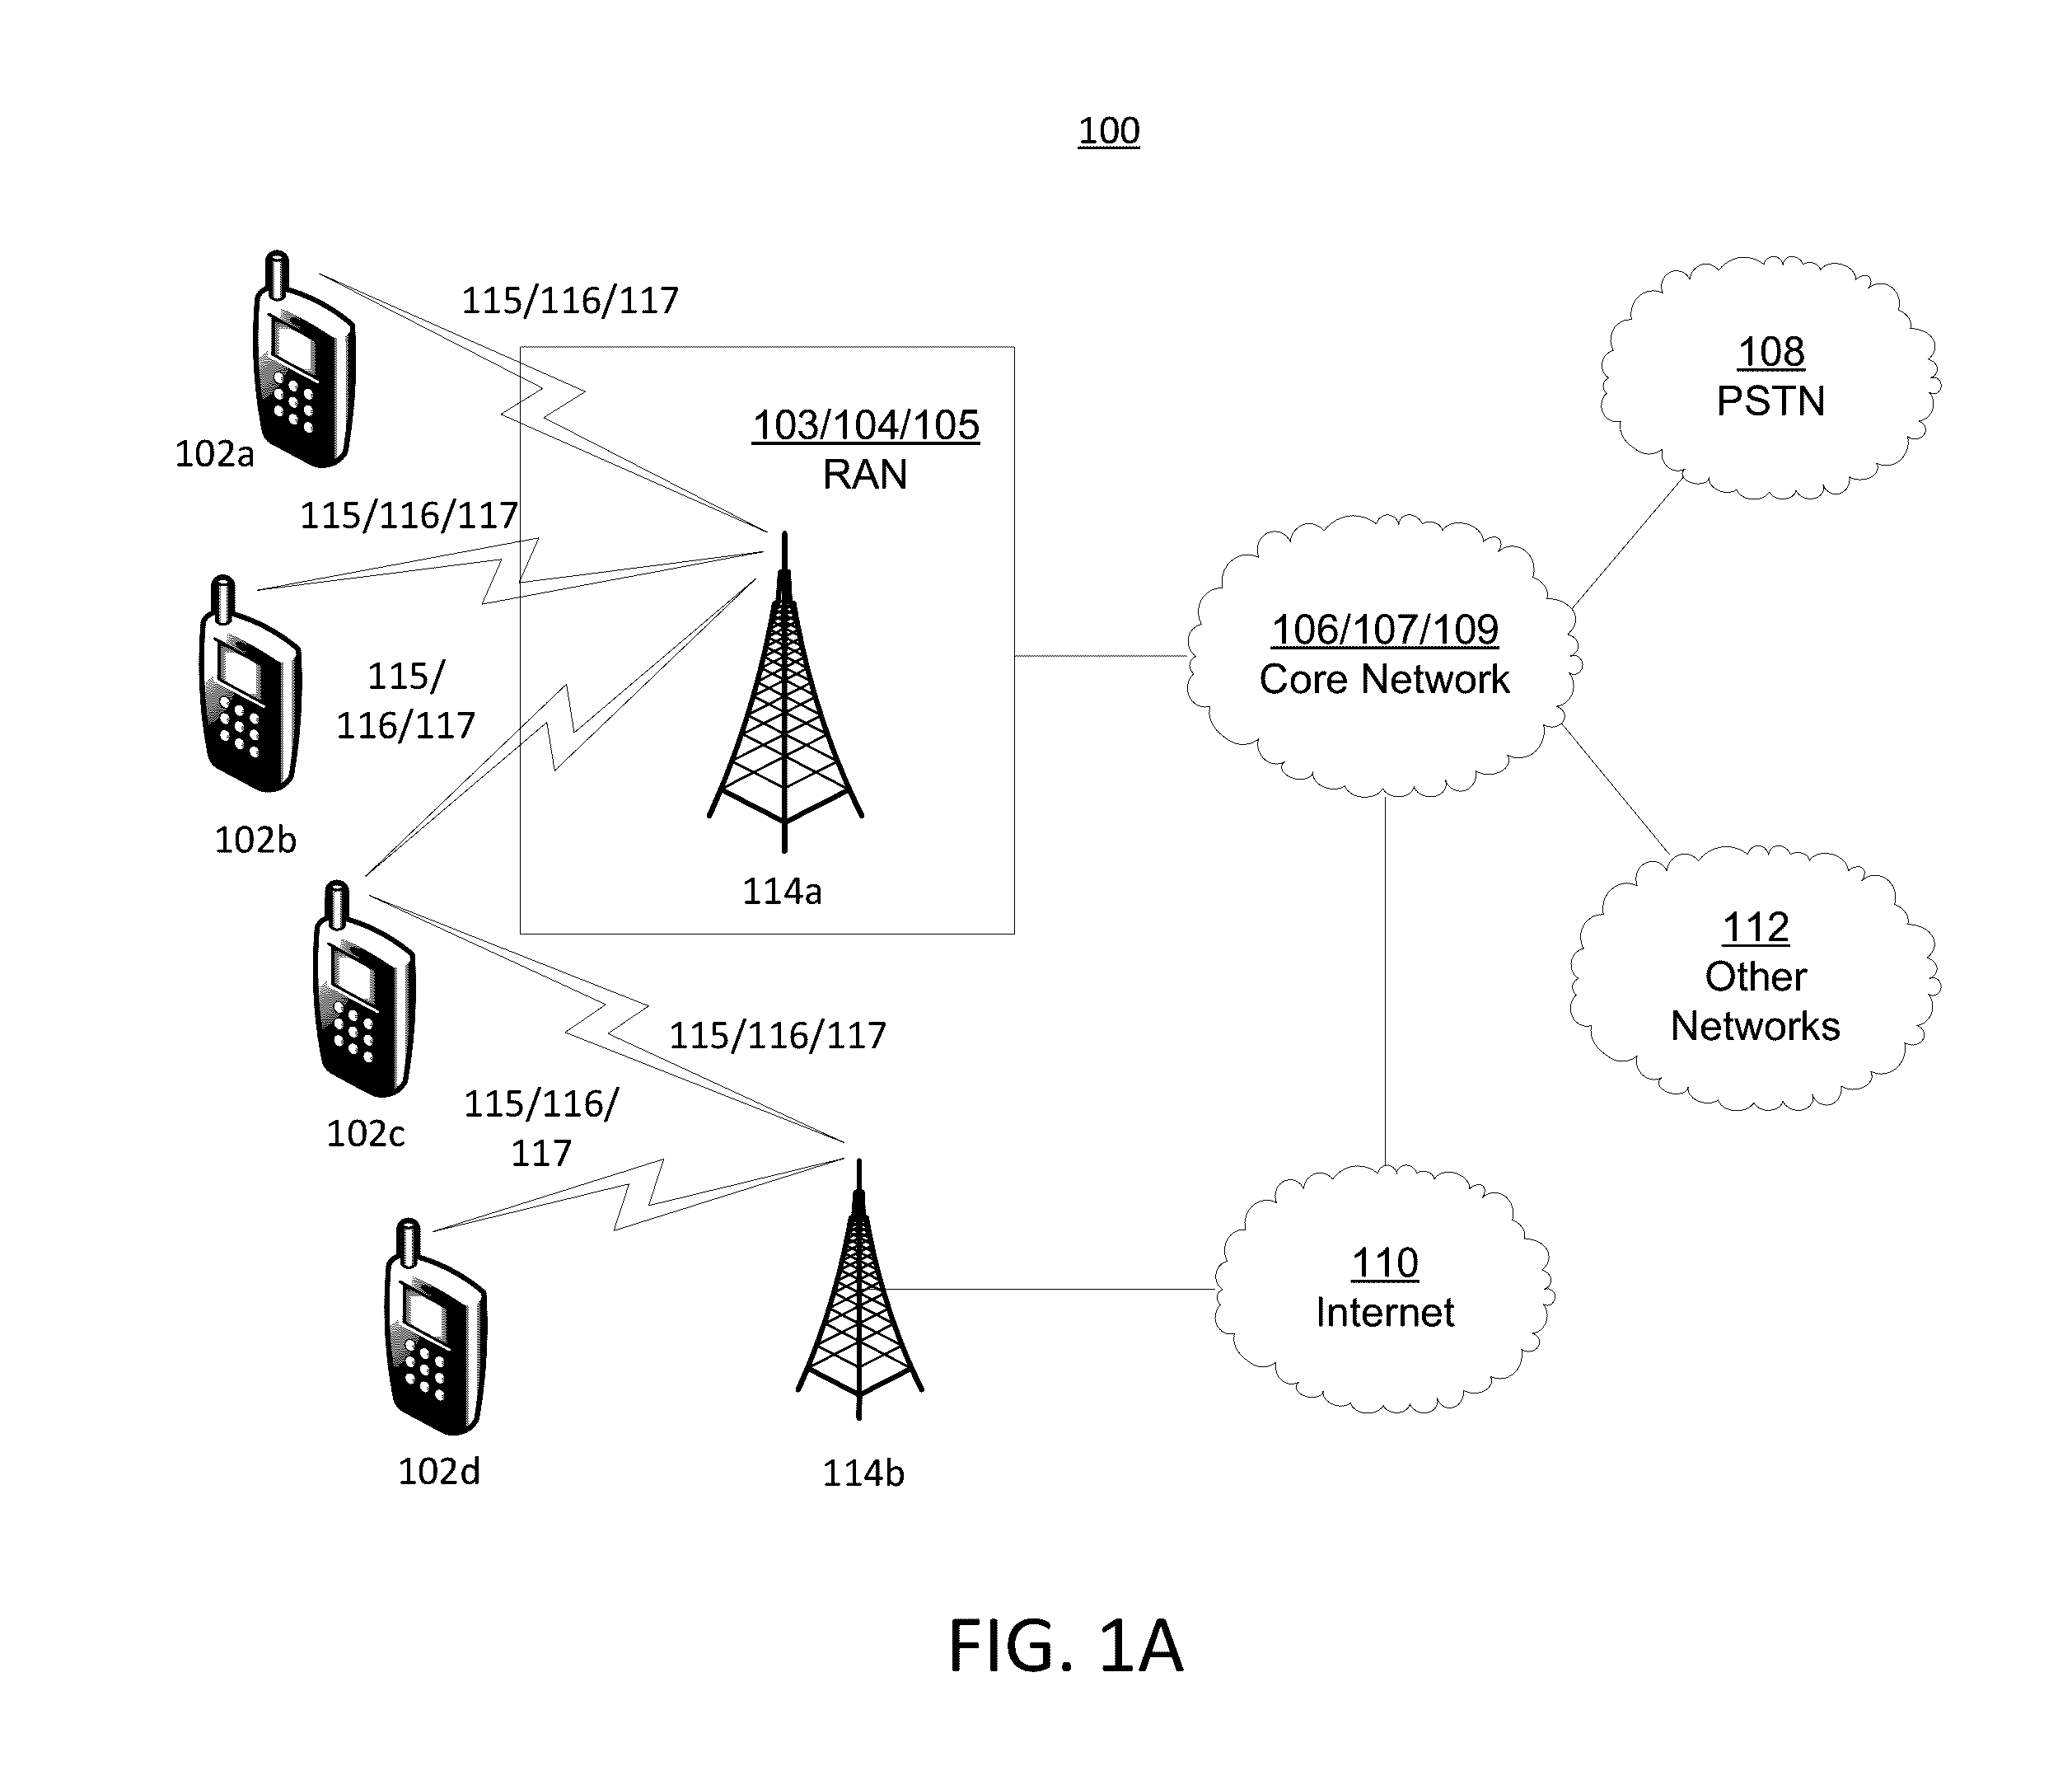 100
115/116/117
108
PSTN
103/104/105
RAN
102a
115/116/117
106/107/109
Core Network
115/
116/117
102b
114a
112
Other
Networks
115/116/117
102c
115/116/
117
110
Internet
102d
114b
FIG. 1A